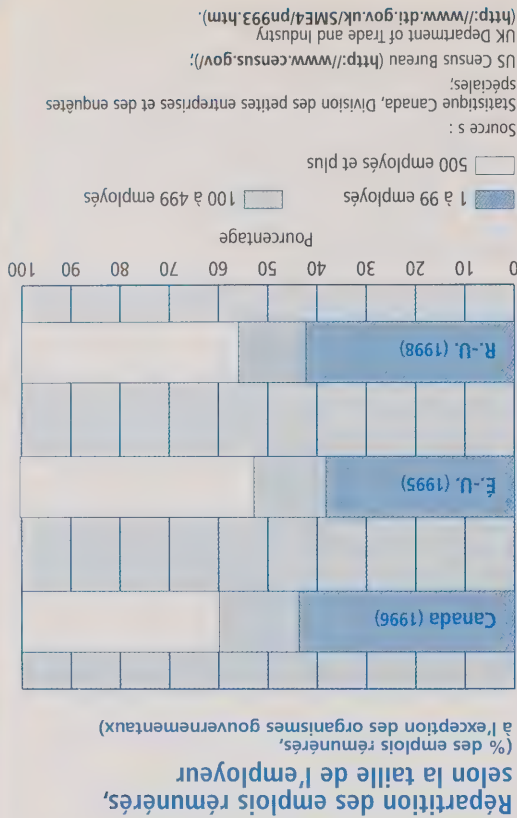 Répartition des emplois rémunérés,
selon la taille de l'employeur
(% des emplois rémunérés,
à l'exception des organismes gouvernementaux)
Canada (1996)
É.-U. (1995)
R.-U. (1998)
0 10 20 30 40 50 60 70 80 90 100
Pourcentage
1 à 99 employés 100 à 499 employés
500 employés et plus
Source s :
Statistique Canada, Division des petites entreprises et des enquêtes
spéciales;
US Census Bureau (http://www.census.gov/);
UK Department of Trade and Industry
(http://www.dti.gov.uk/SME4/pn993.htm).